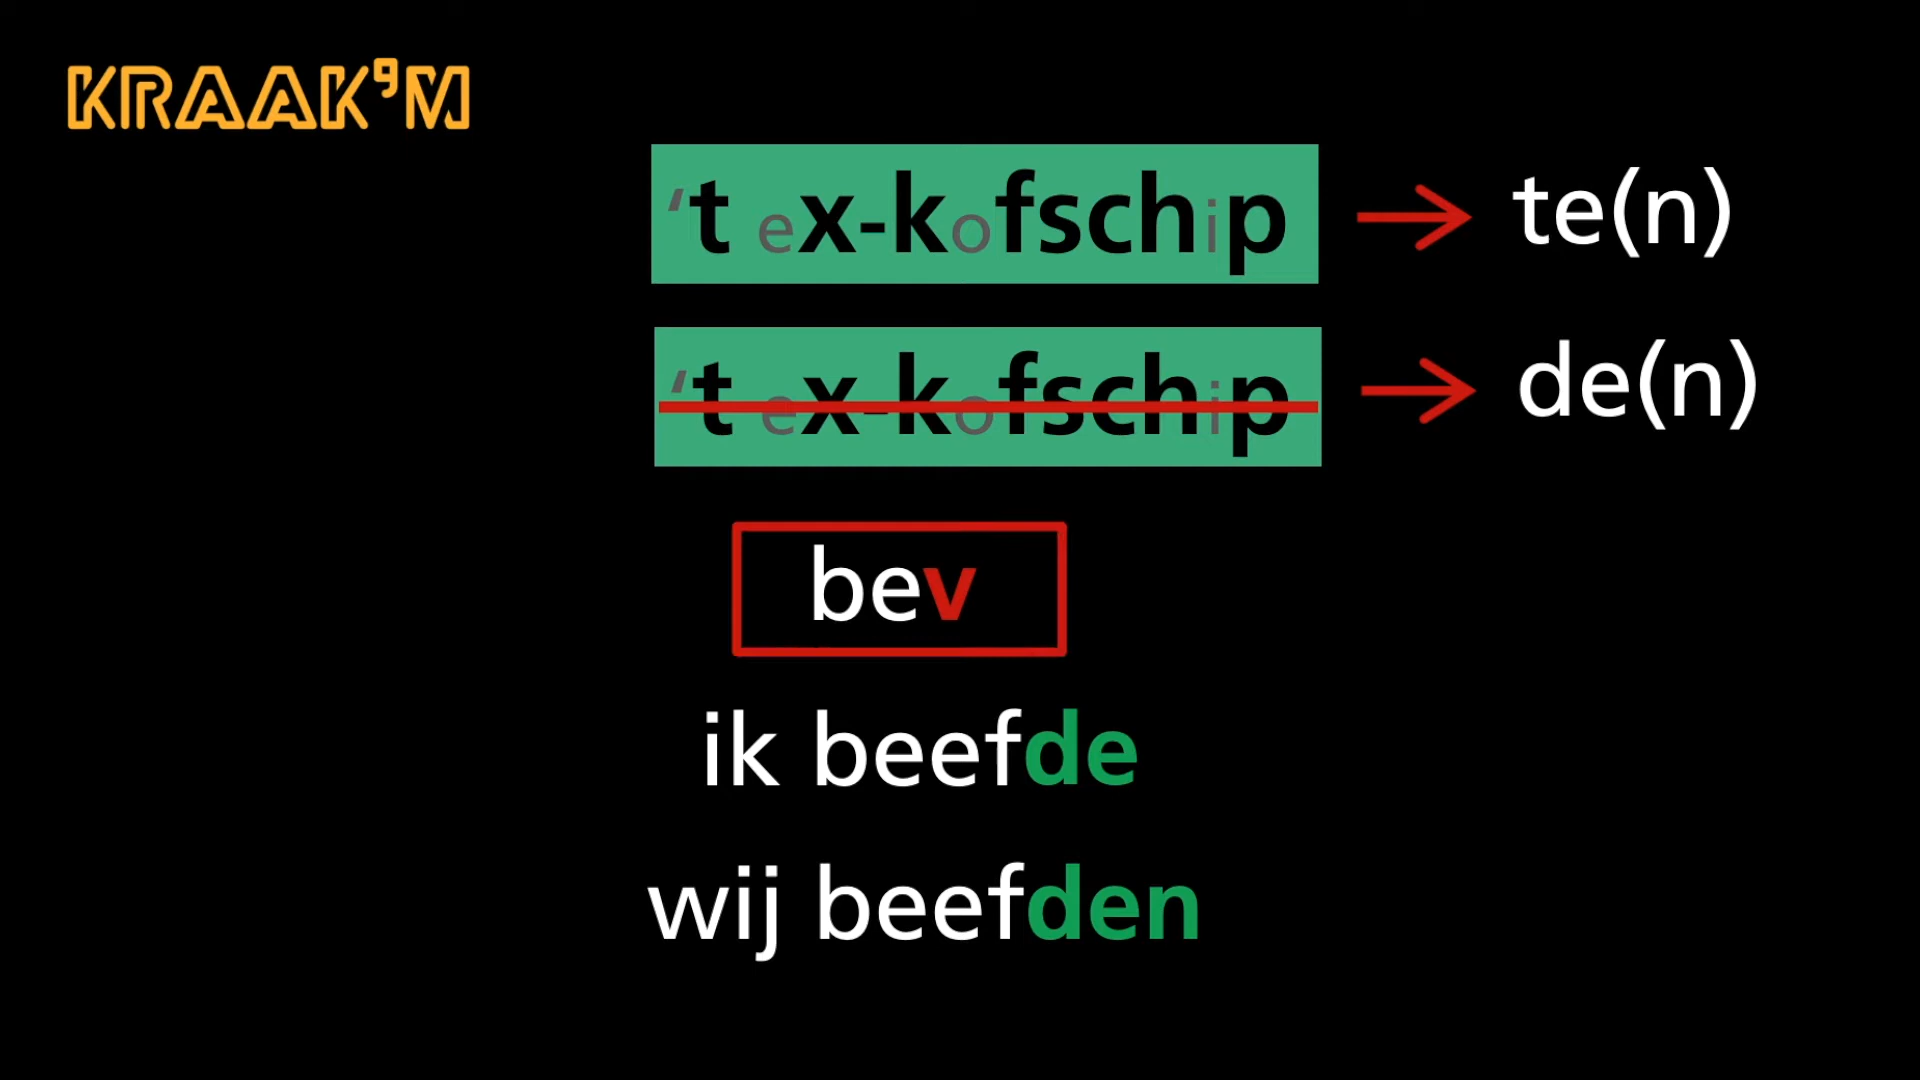 KRAAK'M
't ex-kofschip → te(n)
't ex-kofschip → de(n)
bev
ik beefde
wij beefden